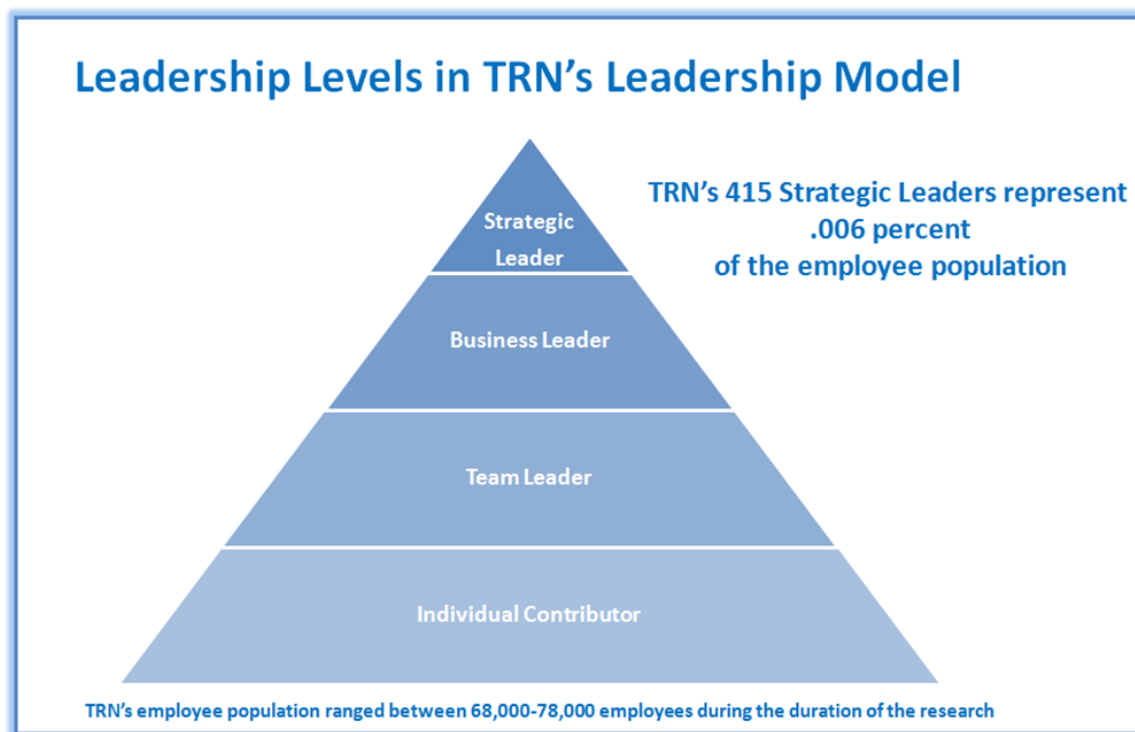 Leadership Levels in TRN's Leadership Model
TRN's 415 Strategic Leaders represent
.006 percent
of the employee population
Strategic
Leader
Business Leader
Team Leader
Individual Contributor
TRN's employee population ranged between 68,000-78,000 employees during the duration of the research